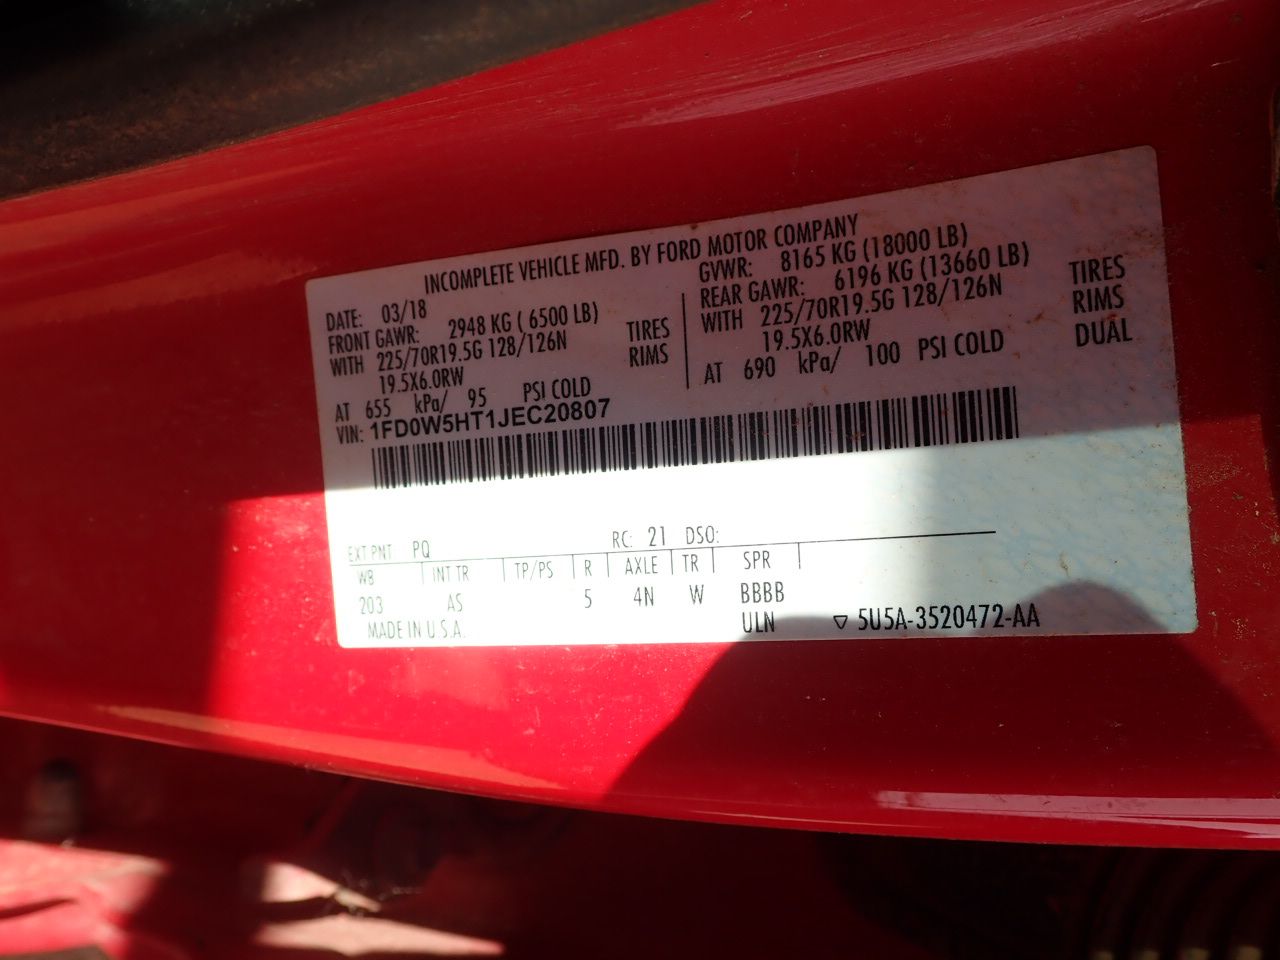 INCOMPLETE VEHICLE MFD. BY FORD MOTOR COMPANY
DATE: 03/18
GVWR: 8165 KG (18000 LB)
FRONT GAWR: 2948 KG ( 6500 LB)
REAR GAWR: 6196 KG (13660 LB)
WITH 225/70R19.5G 128/126N TIRES
WITH 225/70R19.5G 128/126N TIRES
19.5X6.0RW RIMS
19.5X6.0RW RIMS
AT 655 kPa/ 95 PSI COLD
AT 690 kPa/ 100 PSI COLD DUAL
VIN: 1FD0W5HT1JEC20807
EXT PNT PQ RC: 21 DSO:
WB INT TR TP/PS R AXLE TR SPR
203 AS 5 4N W BBBB
MADE IN U.S.A. ULN ▽ 5U5A-3520472-AA